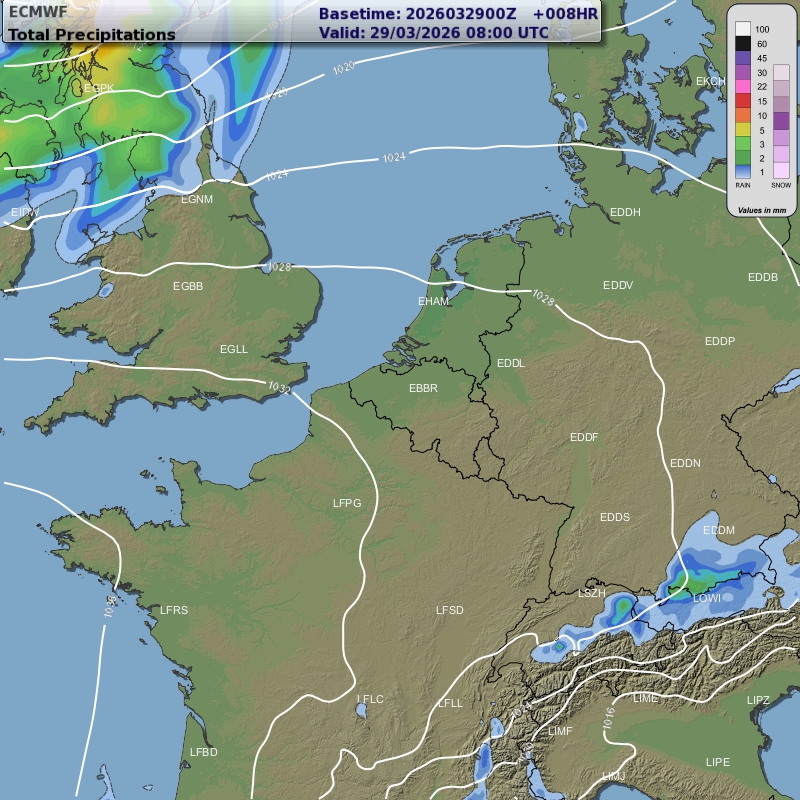 ECMWF
Basetime: 2026032900Z +008HR
Total Precipitations
Valid: 29/03/2026 08:00 UTC
100
60
45
30
22
15
10
5
3
2
1
RAIN SNOW
Values in mm
1020
EKCH
EGPK
1020
1024
1024
EGNM
EIDW
EDDH
1028
EDDB
EGBB
EDDV
1028
EHAM
EDDP
EGLL
EDDL
1032
EBBR
EDDF
EDDN
LFPG
EDDS
EDDM
LSZH
LOWI
1036
LFRS
LFSD
LFLC
LFLL
LIML
LIPZ
1016
LIMF
LFBD
LIPE
LIMJ